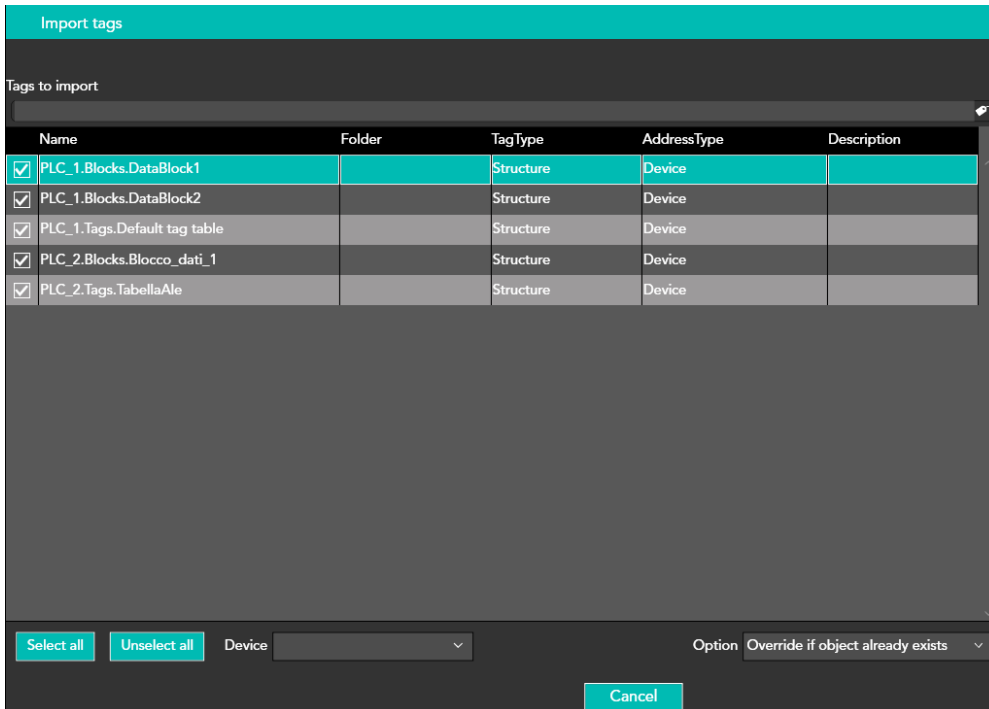 Import tags
Tags to import
Name Folder TagType AddressType Description
PLC_1.Blocks.DataBlock1 Structure Device
PLC_1.Blocks.DataBlock2 Structure Device
PLC_1.Tags.Default tag table Structure Device
PLC_2.Blocks.Blocco_dati_1 Structure Device
PLC_2.Tags.TabellaAle Structure Device
Select all Unselect all Device Option Override if object already exists
Cancel